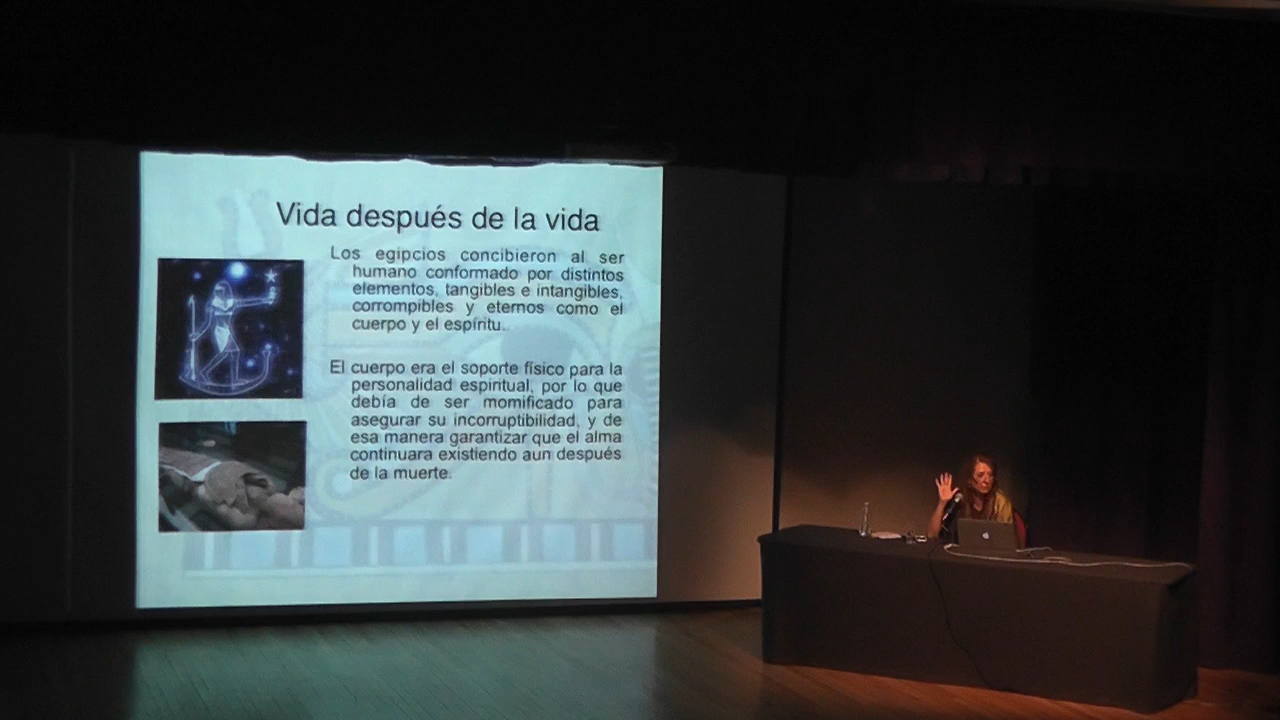 Vida después de la vida
Los egipcios concibieron al ser
humano conformado por distintos
elementos, tangibles e intangibles,
corrompibles y eternos como el
cuerpo y el espíritu.
El cuerpo era el soporte físico para la
personalidad espiritual, por lo que
debía de ser momificado para
asegurar su incorruptibilidad, y de
esa manera garantizar que el alma
continuara existiendo aun después
de la muerte.